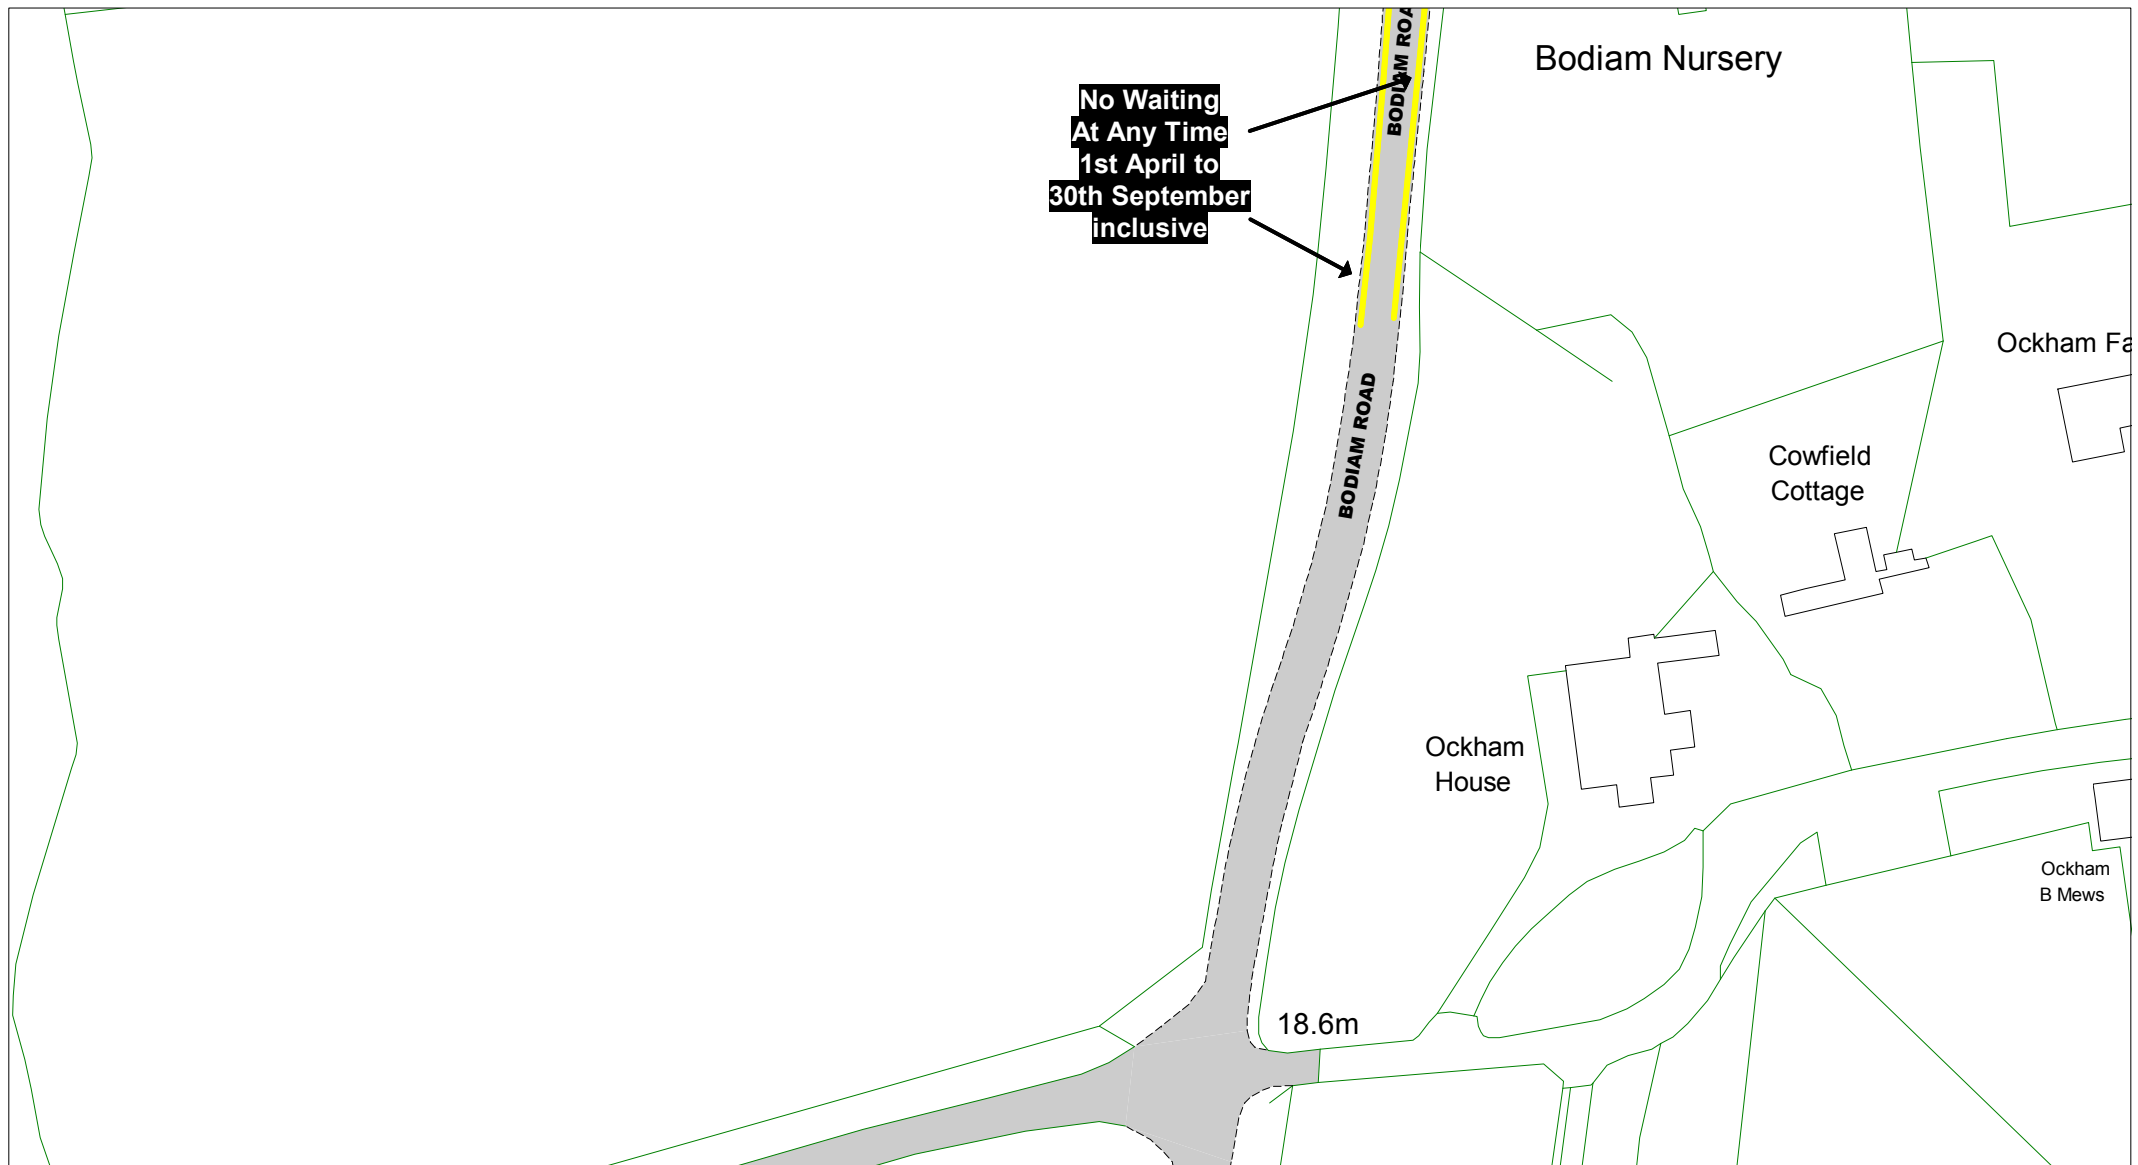 BODIAM ROA
Bodiam Nursery
No Waiting
At Any Time
1st April to
30th September
inclusive
Ockham Fa
BODIAM ROAD
Cowfield
Cottage
Ockham
House
Ockham
B Mews
18.6m